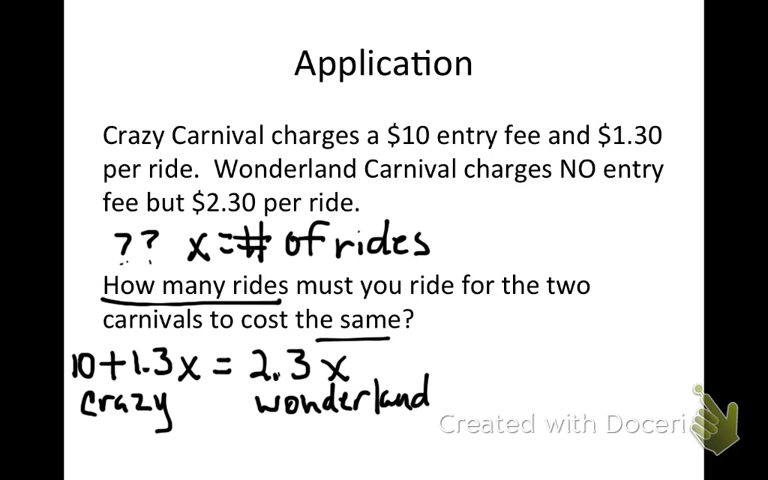 Application
Crazy Carnival charges a $10 entry fee and $1.30
per ride. Wonderland Carnival charges NO entry
fee but $2.30 per ride.
?? x=# of rides
How many rides must you ride for the two
carnivals to cost the same?
10+1.3x = 2.3x
crazy wonderland
Created with Doceri